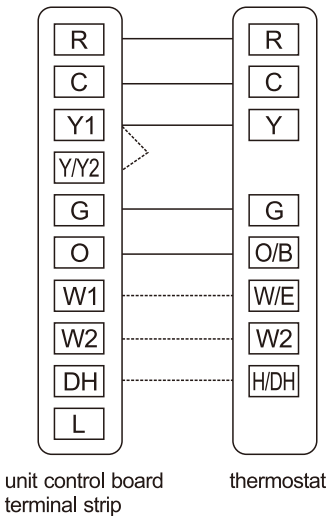 R R
C C
Y1 Y
Y/Y2
G G
O O/B
W1 W/E
W2 W2
DH H/DH
L
unit control board thermostat
terminal strip